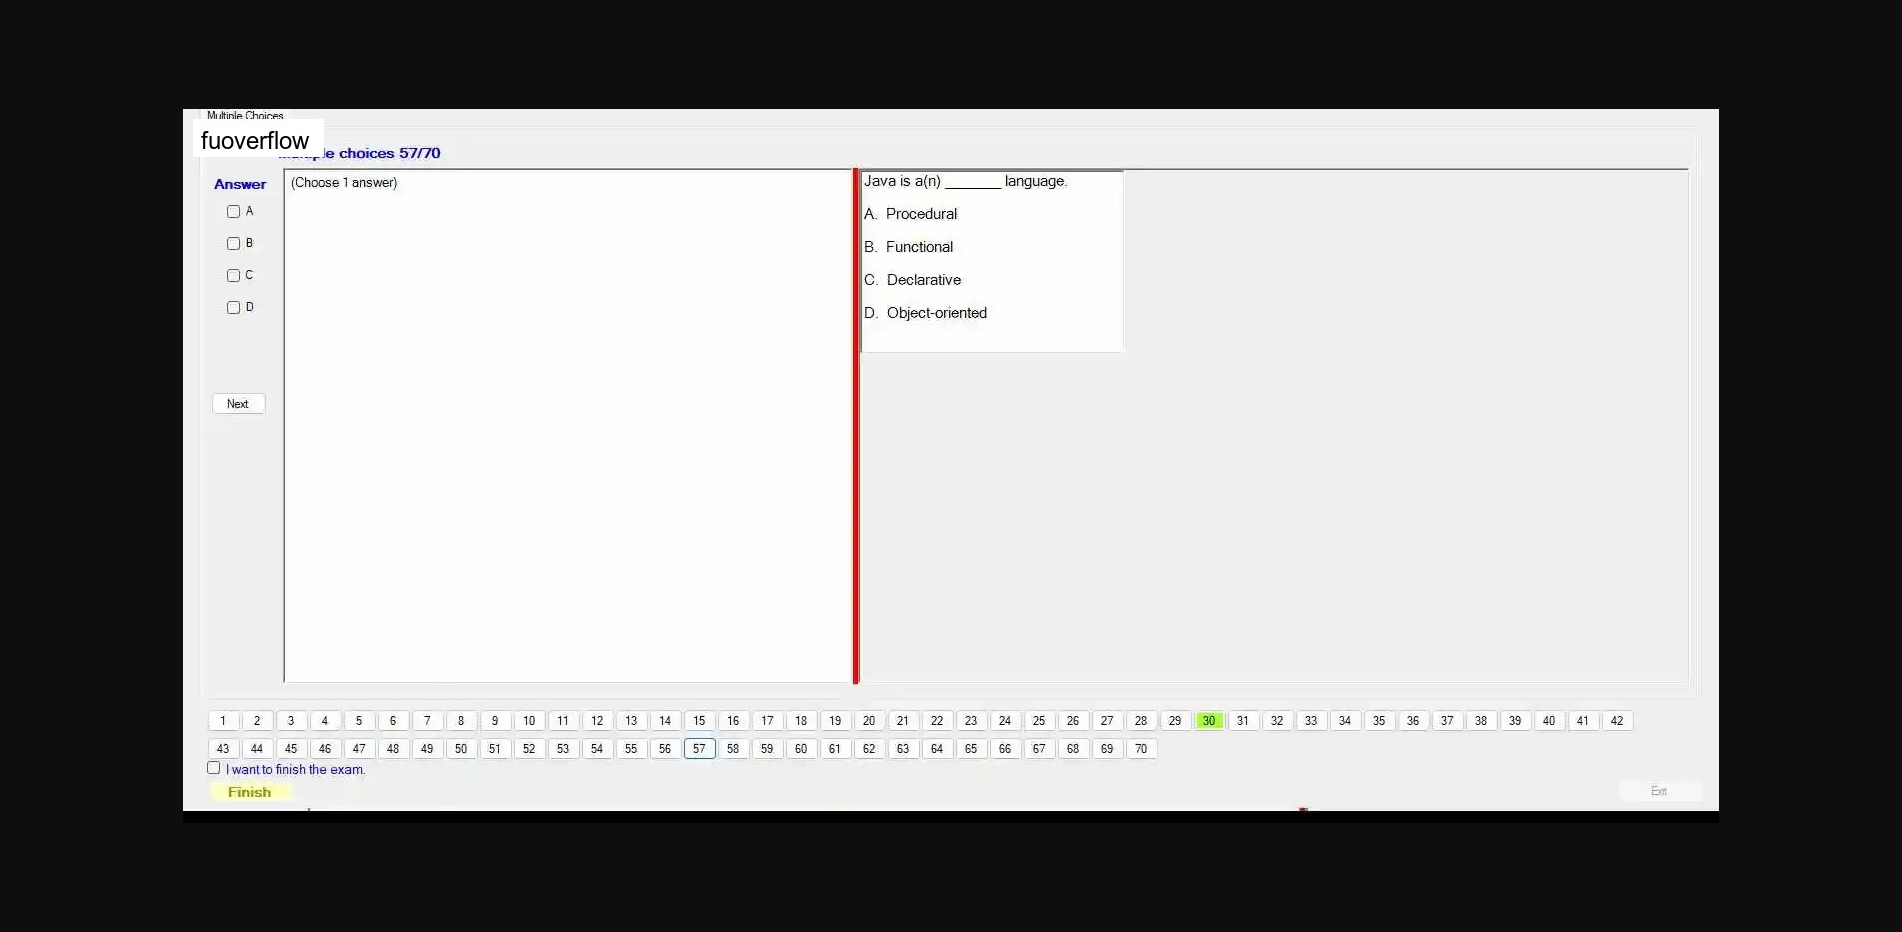 Multiple Choices
fuoverflow
choices 57/70
Answer
(Choose 1 answer)
A
B
C
D
Next
Java is a(n) _______ language.
A. Procedural
B. Functional
C. Declarative
D. Object-oriented
1 2 3 4 5 6 7 8 9 10 11 12 13 14 15 16 17 18 19 20 21 22 23 24 25 26 27 28 29 30 31 32 33 34 35 36 37 38 39 40 41 42
43 44 45 46 47 48 49 50 51 52 53 54 55 56 57 58 59 60 61 62 63 64 65 66 67 68 69 70
I want to finish the exam.
Finish
Exit